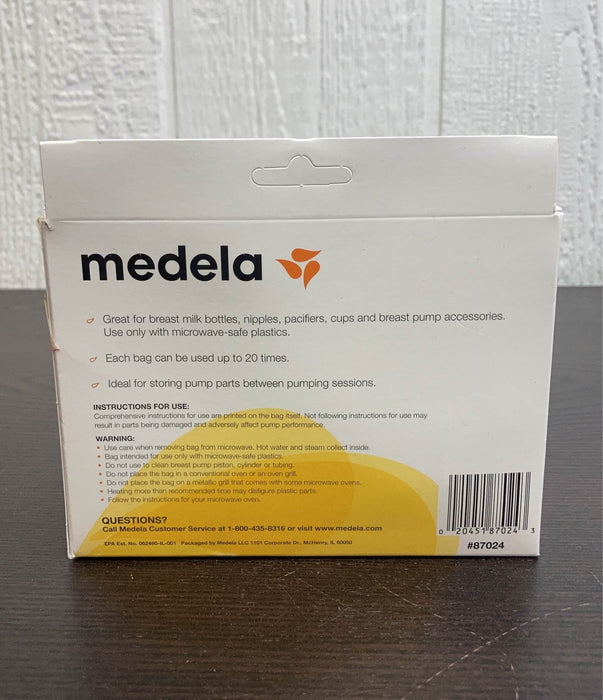 medela
Great for breast milk bottles, nipples, pacifiers, cups and breast pump accessories.
Use only with microwave-safe plastics.
Each bag can be used up to 20 times.
Ideal for storing pump parts between pumping sessions.
INSTRUCTIONS FOR USE:
Comprehensive instructions for use are printed on the bag itself. Not following instructions for use may
result in parts being damaged and adversely affect pump performance.
WARNING:
• Use care when removing bag from microwave. Hot water and steam collect inside.
• Bag intended for use only with microwave-safe plastics.
• Do not use to clean breast pump piston, cylinder or tubing.
• Do not place the bag in a conventional oven or an oven grill.
• Do not place the bag on a metallic grill that comes with some microwave ovens.
• Heating more than recommended time may disfigure plastic parts.
• Follow the instructions for your microwave oven.
QUESTIONS?
Call Medela Customer Service at 1-800-435-8316 or visit www.medela.com
EPA Est. No. 062460-IL-001 Packaged by Medela LLC 1101 Corporate Dr., McHenry, IL 60050
0 20451 87024 3
#87024